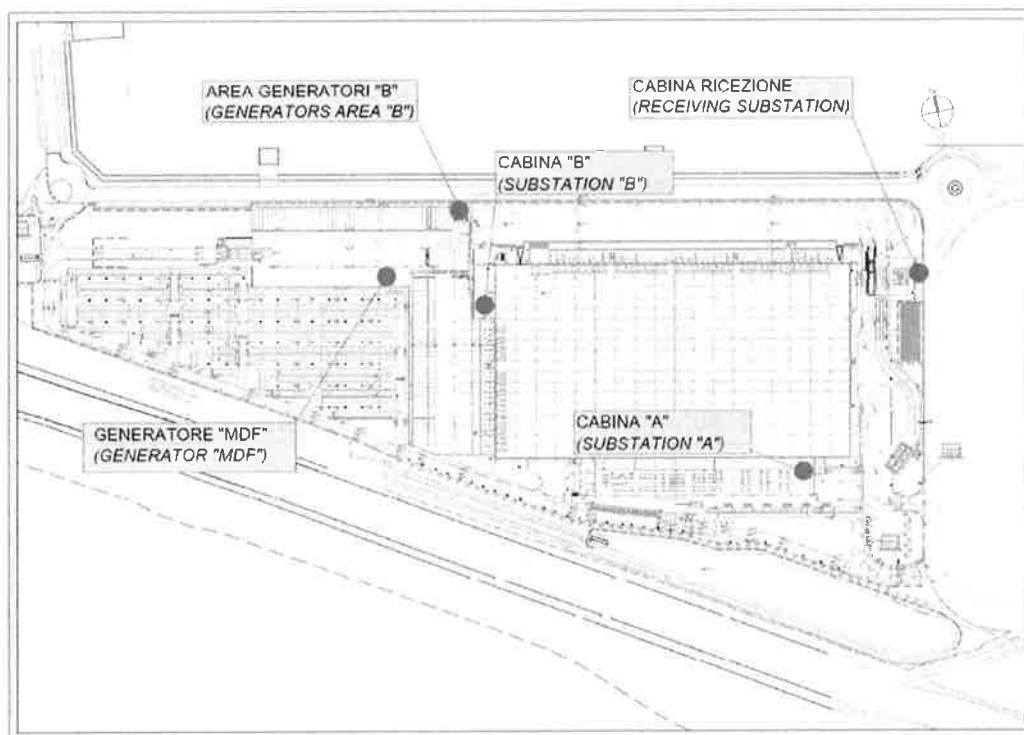 AREA GENERATORI "B"
(GENERATORS AREA "B")
CABINA RICEZIONE
(RECEIVING SUBSTATION)
CABINA "B"
(SUBSTATION "B")
GENERATORE "MDF"
(GENERATOR "MDF")
CABINA "A"
(SUBSTATION "A")